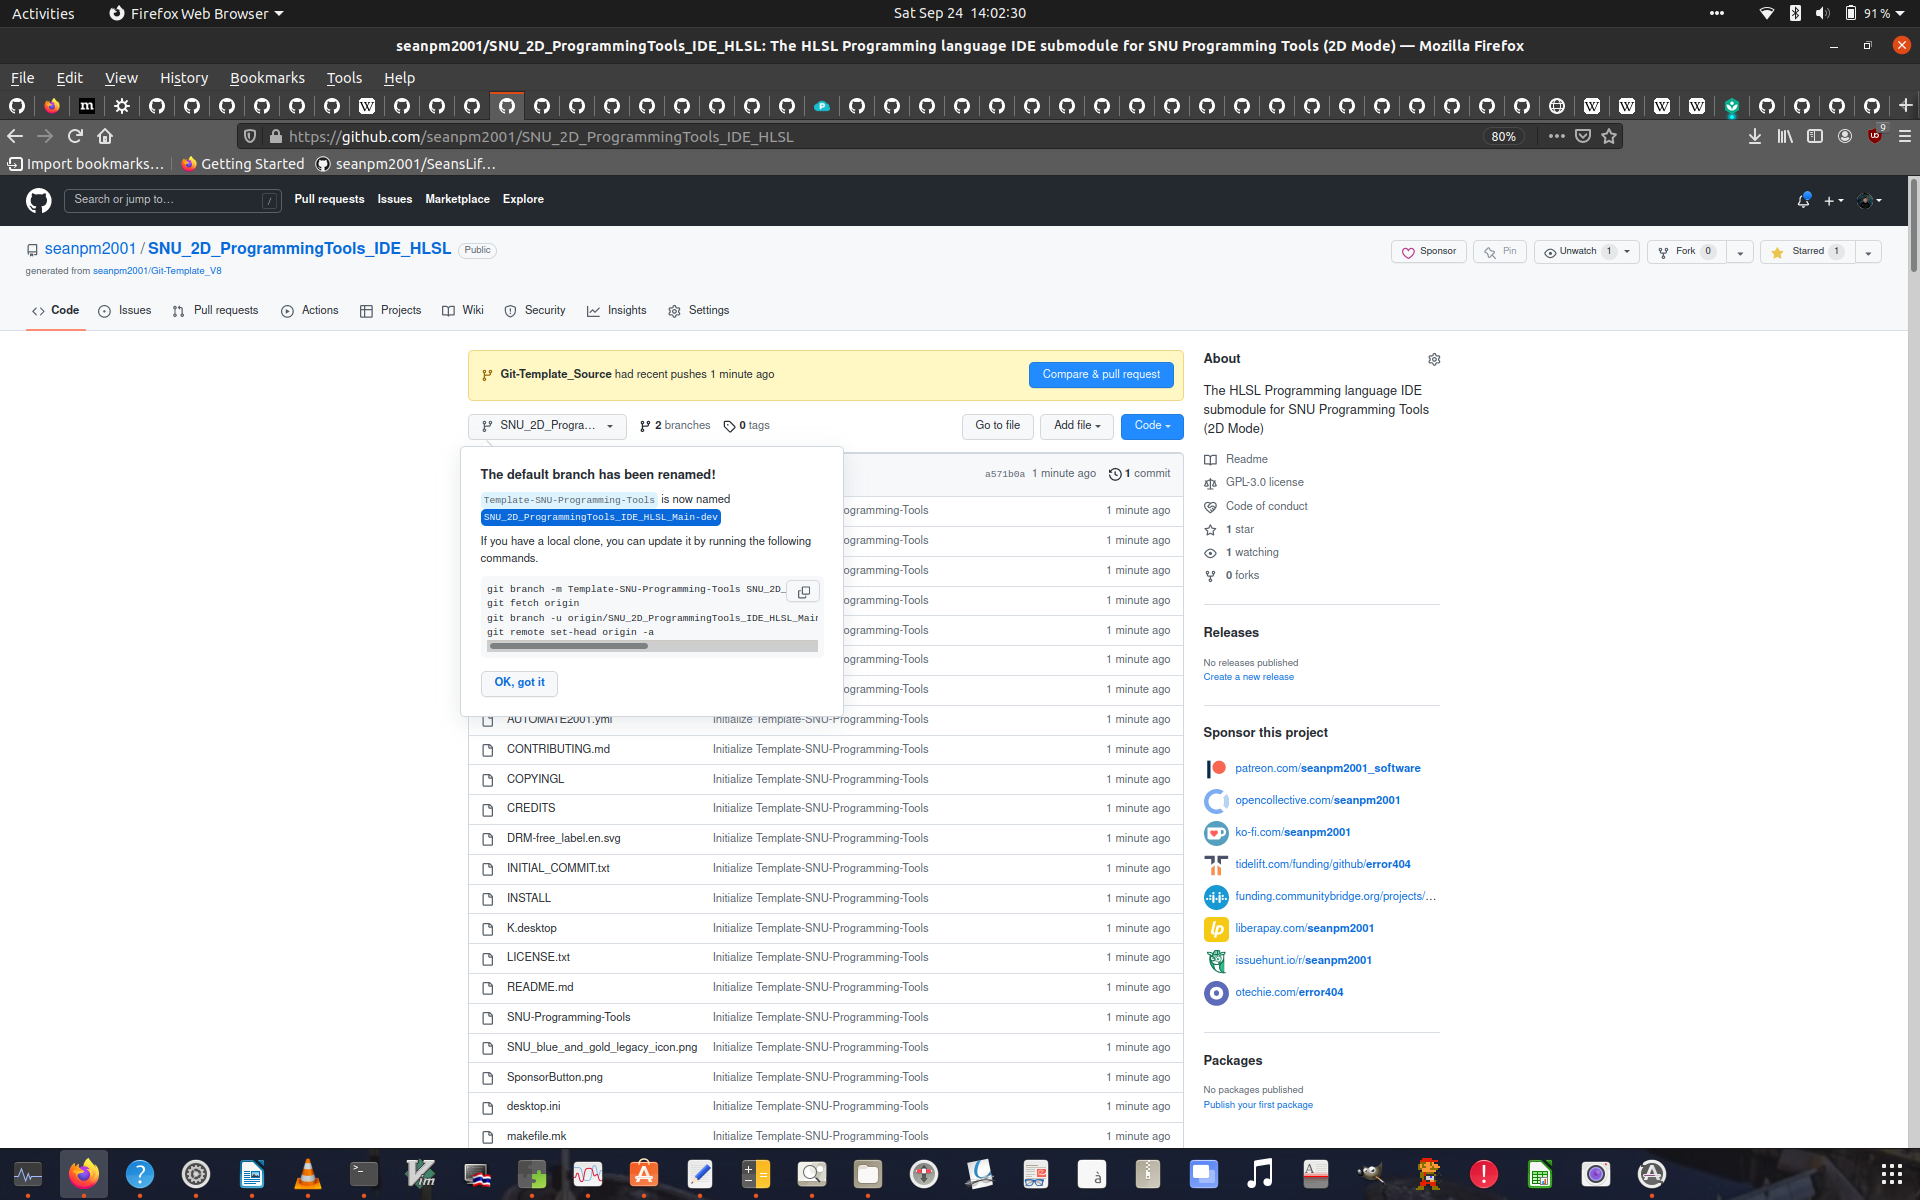 Activities
Firefox Web Browser
Sat Sep 24 14:02:30
91 %
seanpm2001/SNU_2D_ProgrammingTools_IDE_HLSL: The HLSL Programming language IDE submodule for SNU Programming Tools (2D Mode) — Mozilla Firefox
File Edit View History Bookmarks Tools Help
https://github.com/seanpm2001/SNU_2D_ProgrammingTools_IDE_HLSL
80%
9
Import bookmarks…
Getting Started
seanpm2001/SeansLif…
Search or jump to…
/
Pull requests Issues Marketplace Explore
seanpm2001 / SNU_2D_ProgrammingTools_IDE_HLSL
Public
generated from seanpm2001/Git-Template_V8
Sponsor
Pin
Unwatch 1
Fork 0
Starred 1
Code
Issues
Pull requests
Actions
Projects
Wiki
Security
Insights
Settings
Git-Template_Source had recent pushes 1 minute ago
Compare & pull request
SNU_2D_Progra…
2 branches
0 tags
Go to file
Add file
Code
The default branch has been renamed!
Template-SNU-Programming-Tools is now named
SNU_2D_ProgrammingTools_IDE_HLSL_Main-dev
If you have a local clone, you can update it by running the following
commands.
git branch -m Template-SNU-Programming-Tools SNU_2D_
git fetch origin
git branch -u origin/SNU_2D_ProgrammingTools_IDE_HLSL_Main
git remote set-head origin -a
OK, got it
a571b0a 1 minute ago 1 commit
ogramming-Tools 1 minute ago
ogramming-Tools 1 minute ago
ogramming-Tools 1 minute ago
ogramming-Tools 1 minute ago
ogramming-Tools 1 minute ago
ogramming-Tools 1 minute ago
ogramming-Tools 1 minute ago
AUTOMATE2001.yml Initialize Template-SNU-Programming-Tools 1 minute ago
CONTRIBUTING.md Initialize Template-SNU-Programming-Tools 1 minute ago
COPYINGL Initialize Template-SNU-Programming-Tools 1 minute ago
CREDITS Initialize Template-SNU-Programming-Tools 1 minute ago
DRM-free_label.en.svg Initialize Template-SNU-Programming-Tools 1 minute ago
INITIAL_COMMIT.txt Initialize Template-SNU-Programming-Tools 1 minute ago
INSTALL Initialize Template-SNU-Programming-Tools 1 minute ago
K.desktop Initialize Template-SNU-Programming-Tools 1 minute ago
LICENSE.txt Initialize Template-SNU-Programming-Tools 1 minute ago
README.md Initialize Template-SNU-Programming-Tools 1 minute ago
SNU-Programming-Tools Initialize Template-SNU-Programming-Tools 1 minute ago
SNU_blue_and_gold_legacy_icon.png Initialize Template-SNU-Programming-Tools 1 minute ago
SponsorButton.png Initialize Template-SNU-Programming-Tools 1 minute ago
desktop.ini Initialize Template-SNU-Programming-Tools 1 minute ago
makefile.mk Initialize Template-SNU-Programming-Tools 1 minute ago
About
The HLSL Programming language IDE
submodule for SNU Programming Tools
(2D Mode)
Readme
GPL-3.0 license
Code of conduct
1 star
1 watching
0 forks
Releases
No releases published
Create a new release
Sponsor this project
patreon.com/seanpm2001_software
opencollective.com/seanpm2001
ko-fi.com/seanpm2001
tidelift.com/funding/github/error404
funding.communitybridge.org/projects/…
liberapay.com/seanpm2001
issuehunt.io/r/seanpm2001
otechie.com/error404
Packages
No packages published
Publish your first package